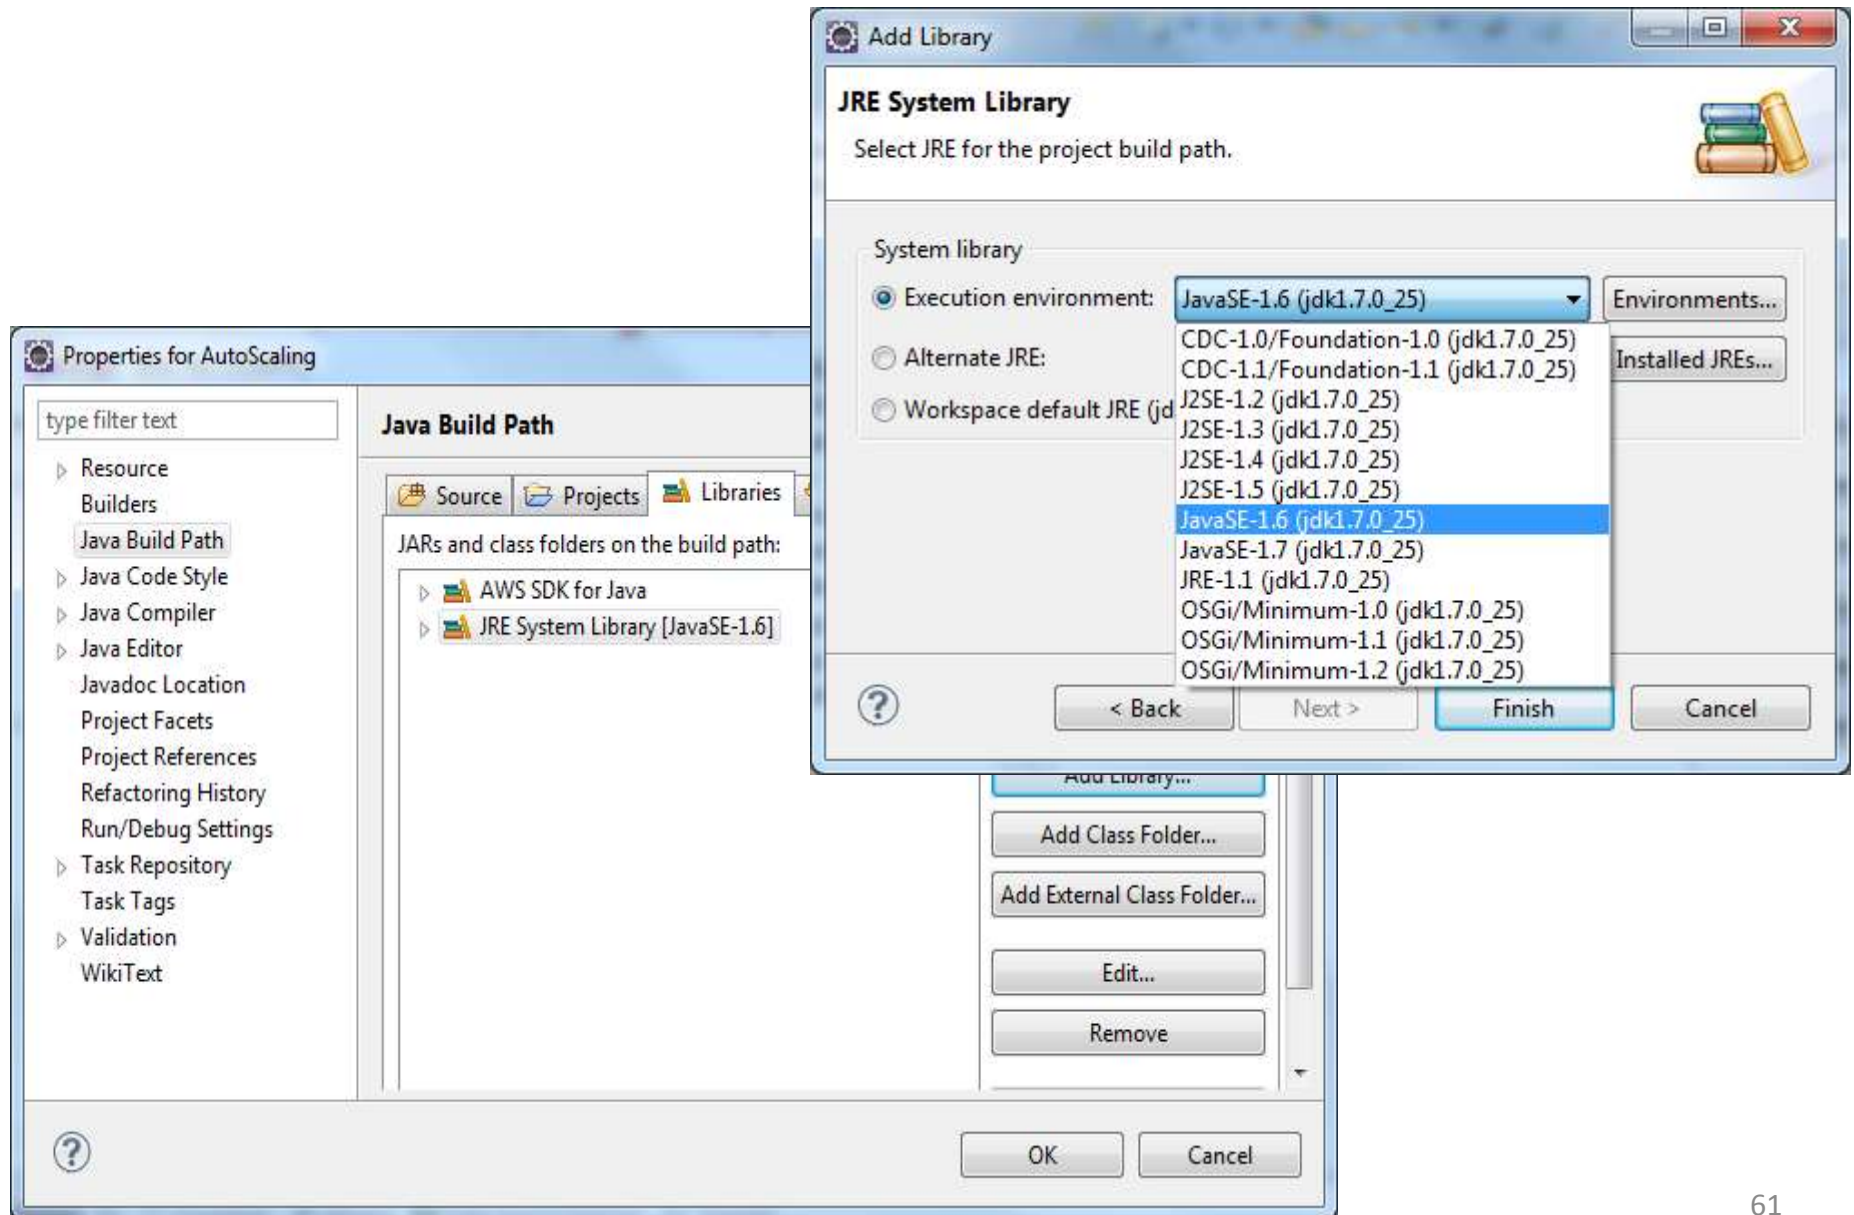 Add Library
JRE System Library
Select JRE for the project build path.
System library
Execution environment:
JavaSE-1.6 (jdk1.7.0_25)
Environments...
CDC-1.0/Foundation-1.0 (jdk1.7.0_25)
Alternate JRE:
CDC-1.1/Foundation-1.1 (jdk1.7.0_25)
Installed JREs...
Workspace default JRE (jd
J2SE-1.2 (jdk1.7.0_25)
J2SE-1.3 (jdk1.7.0_25)
J2SE-1.4 (jdk1.7.0_25)
J2SE-1.5 (jdk1.7.0_25)
JavaSE-1.6 (jdk1.7.0_25)
JavaSE-1.7 (jdk1.7.0_25)
JRE-1.1 (jdk1.7.0_25)
OSGi/Minimum-1.0 (jdk1.7.0_25)
OSGi/Minimum-1.1 (jdk1.7.0_25)
OSGi/Minimum-1.2 (jdk1.7.0_25)
?
< Back
Next >
Finish
Cancel
Properties for AutoScaling
type filter text
Resource
Builders
Java Build Path
Java Code Style
Java Compiler
Java Editor
Javadoc Location
Project Facets
Project References
Refactoring History
Run/Debug Settings
Task Repository
Task Tags
Validation
WikiText
Java Build Path
Source
Projects
Libraries
JARs and class folders on the build path:
AWS SDK for Java
JRE System Library [JavaSE-1.6]
Add Library...
Add Class Folder...
Add External Class Folder...
Edit...
Remove
?
OK
Cancel
61